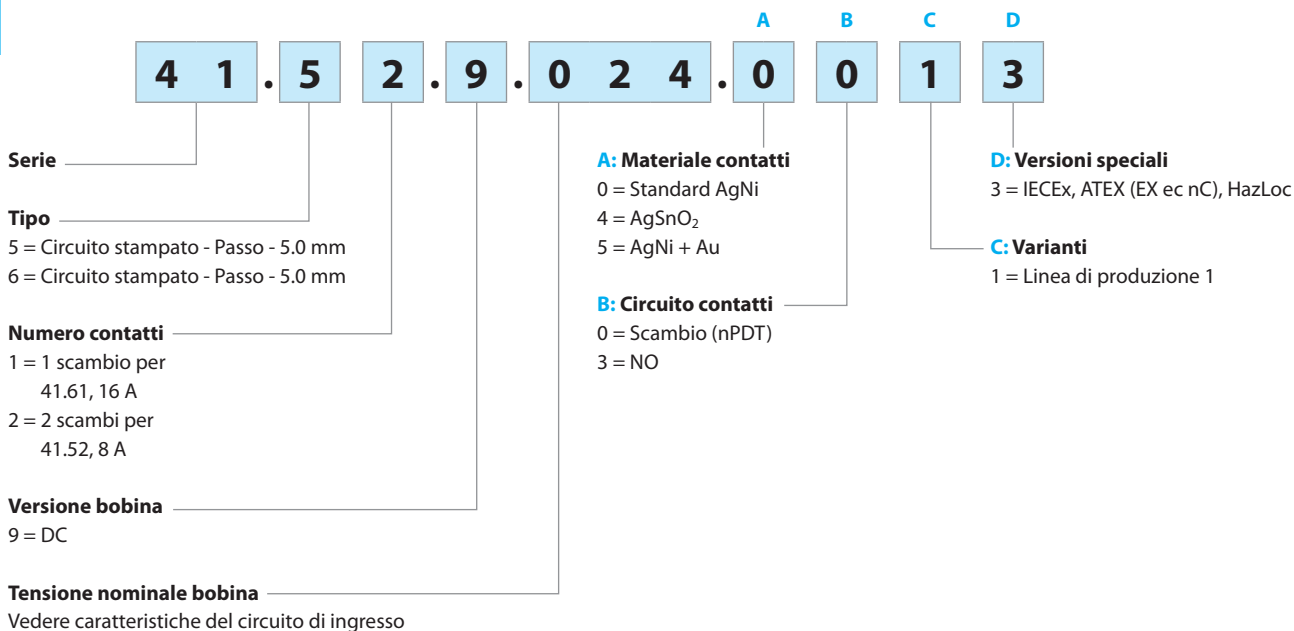 A B C D
4 1 . 5 2 . 9 . 0 2 4 . 0 0 1 3
Serie
Tipo
5 = Circuito stampato - Passo - 5.0 mm
6 = Circuito stampato - Passo - 5.0 mm
Numero contatti
1 = 1 scambio per
41.61, 16 A
2 = 2 scambi per
41.52, 8 A
Versione bobina
9 = DC
Tensione nominale bobina
Vedere caratteristiche del circuito di ingresso
A: Materiale contatti
0 = Standard AgNi
4 = AgSnO₂
5 = AgNi + Au
B: Circuito contatti
0 = Scambio (nPDT)
3 = NO
D: Versioni speciali
3 = IECEx, ATEX (EX ec nC), HazLoc
C: Varianti
1 = Linea di produzione 1